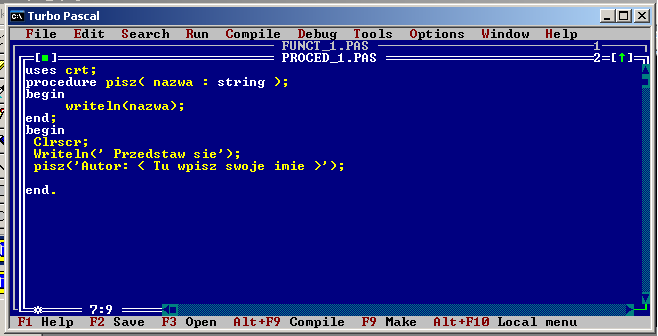 Turbo Pascal
File Edit Search Run Compile Debug Tools Options Window Help
FUNCT_1.PAS 1
PROCED_1.PAS 2
uses crt;
procedure pisz( nazwa : string );
begin
writeln(nazwa);
end;
begin
Clrscr;
Writeln(' Przedstaw sie');
pisz('Autor: < Tu wpisz swoje imie >');
end.
7:9
F1 Help F2 Save F3 Open Alt+F9 Compile F9 Make Alt+F10 Local menu